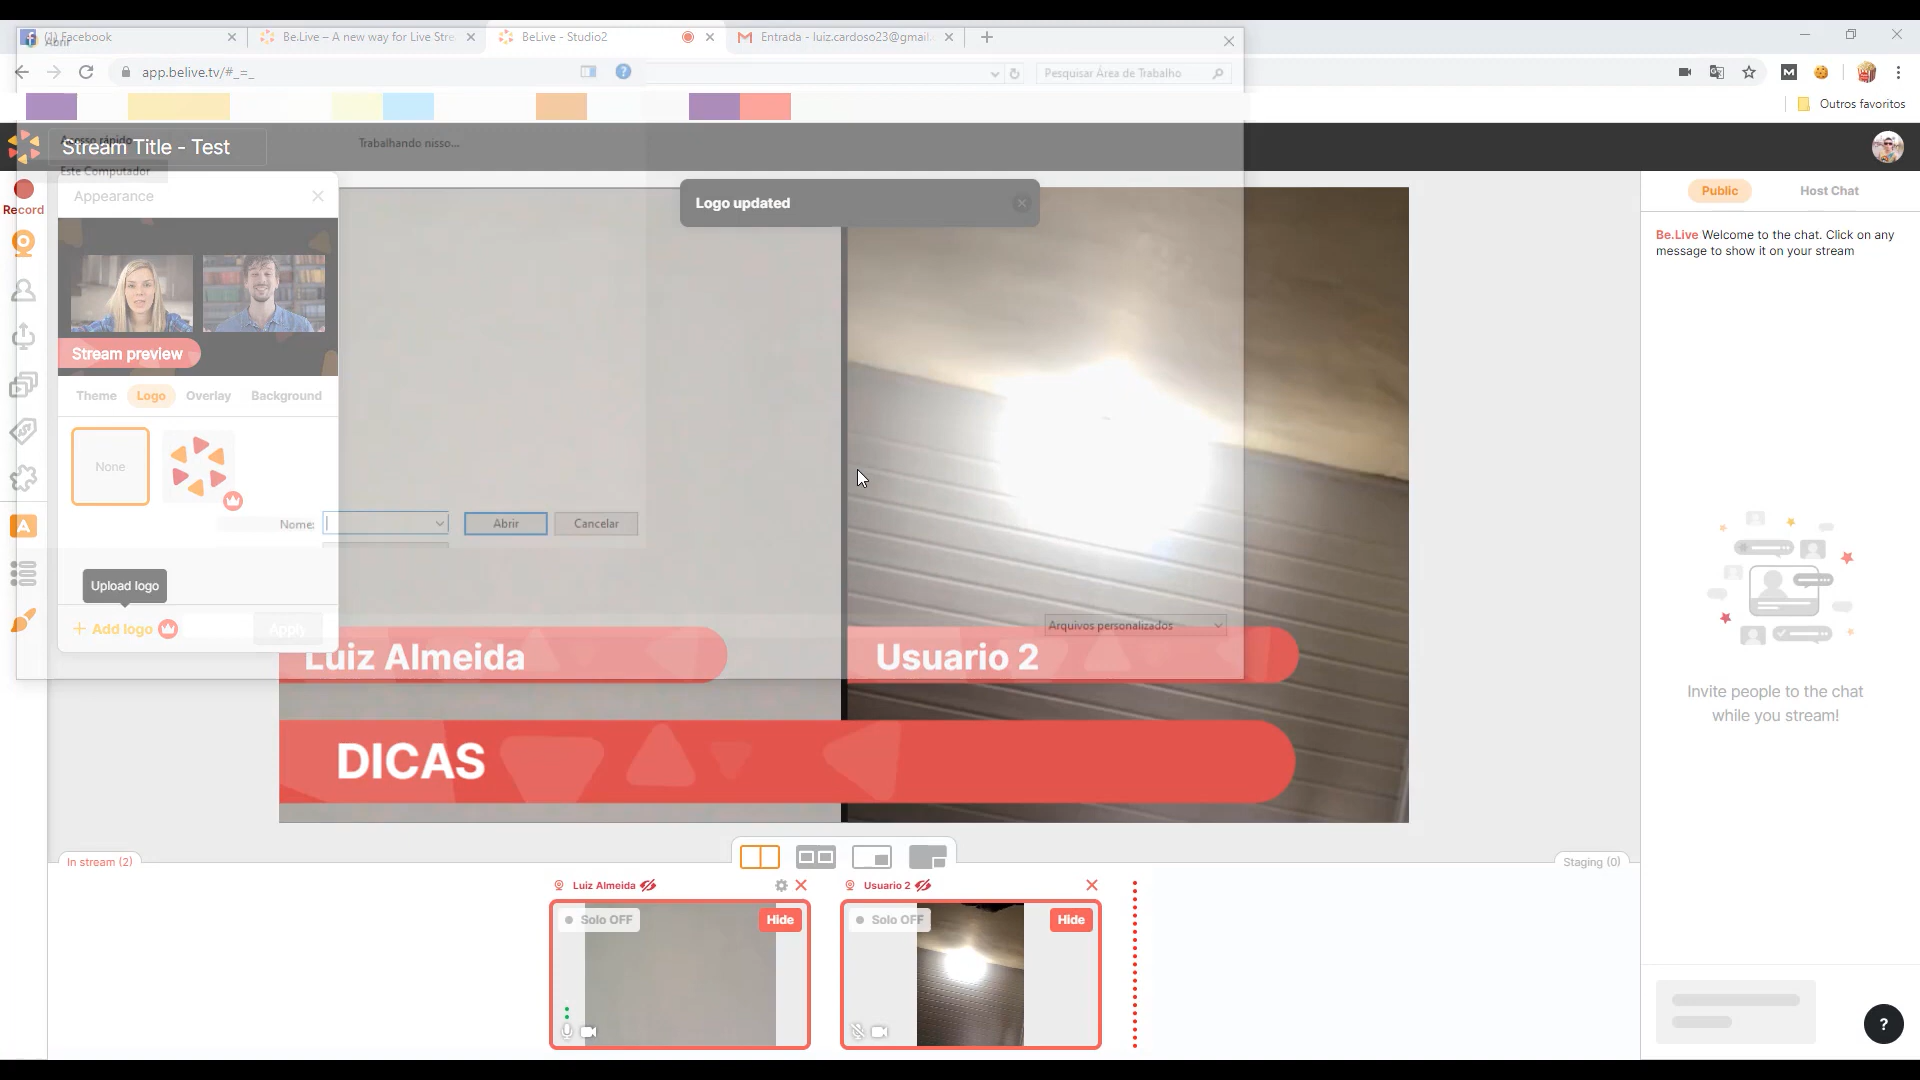 (1) Facebook
Abrir
Be.Live – A new way for Live Stre
BeLive - Studio2
Entrada - luiz.cardoso23@gmail.
app.belive.tv/#_=_
Pesquisar Área de Trabalho
Outros favoritos
Acesso rápido
Stream Title - Test
Trabalhando nisso...
Este Computador
Record
Appearance
Logo updated
Public
Host Chat
Be.Live Welcome to the chat. Click on any
message to show it on your stream
Stream preview
Theme
Logo
Overlay
Background
None
Nome:
Abrir
Cancelar
Upload logo
+ Add logo
Apply
Arquivos personalizados
Luiz Almeida
Usuario 2
DICAS
Invite people to the chat
while you stream!
In stream (2)
Staging (0)
Luiz Almeida
Usuario 2
Solo OFF
Hide
Solo OFF
Hide
?